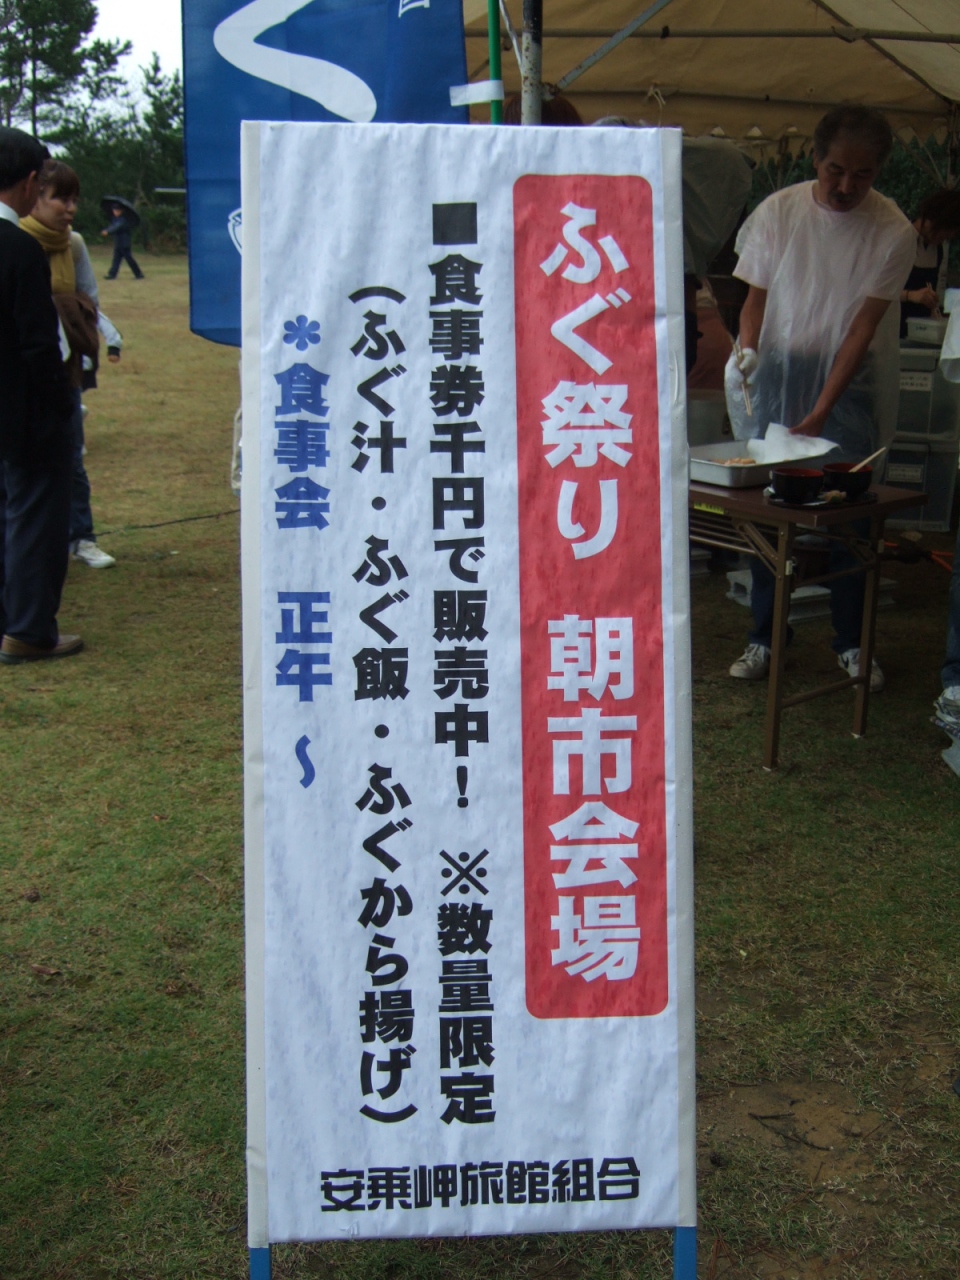 ふぐ祭り 朝市会場
■食事券千円で販売中! ※数量限定
(ふぐ汁・ふぐ飯・ふぐから揚げ)
＊食事会 正午 〜
安乗岬旅館組合
く